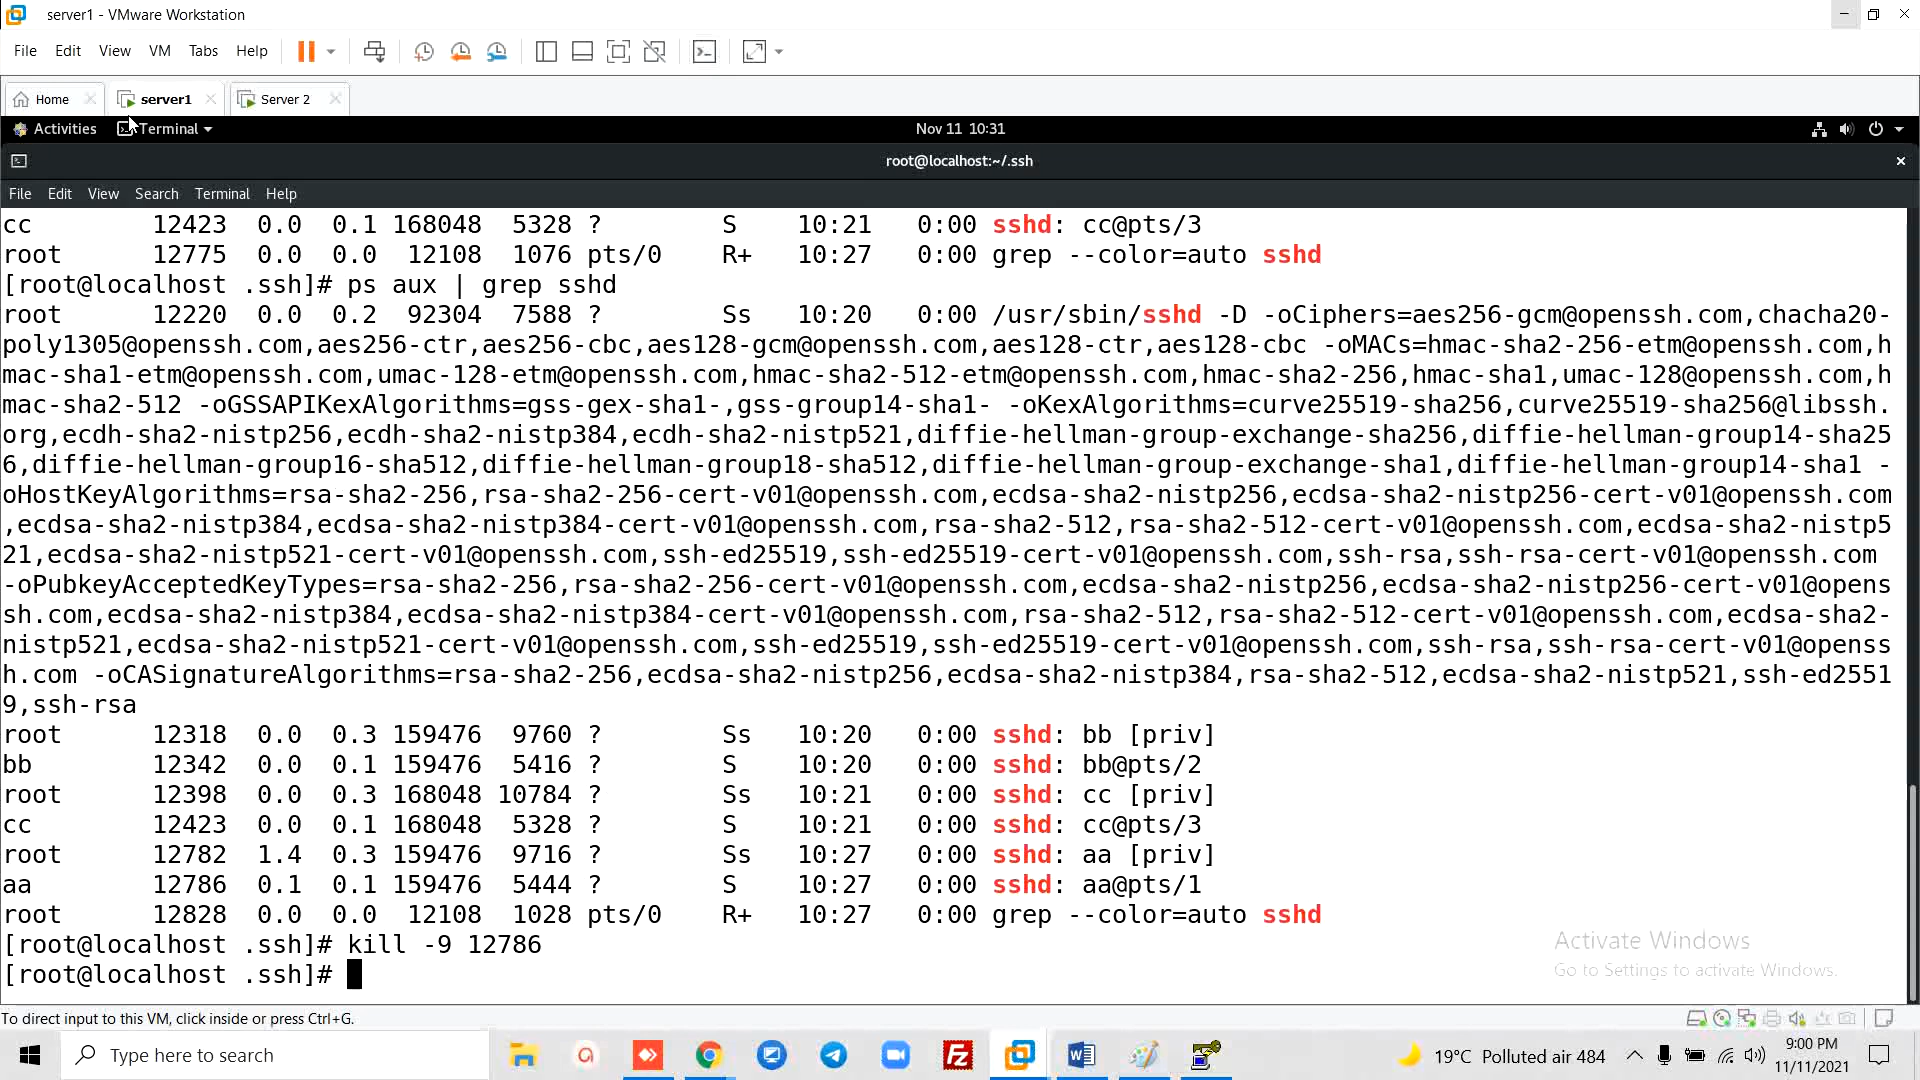 server1 - VMware Workstation
File Edit View VM Tabs Help
Home server1 Server 2
Activities Terminal Nov 11 10:31
root@localhost:~/.ssh
File Edit View Search Terminal Help
cc 12423 0.0 0.1 168048 5328 ? S 10:21 0:00 sshd: cc@pts/3
root 12775 0.0 0.0 12108 1076 pts/0 R+ 10:27 0:00 grep --color=auto sshd
[root@localhost .ssh]# ps aux | grep sshd
root 12220 0.0 0.2 92304 7588 ? Ss 10:20 0:00 /usr/sbin/sshd -D -oCiphers=aes256-gcm@openssh.com,chacha20-
poly1305@openssh.com,aes256-ctr,aes256-cbc,aes128-gcm@openssh.com,aes128-ctr,aes128-cbc -oMACs=hmac-sha2-256-etm@openssh.com,h
mac-sha1-etm@openssh.com,umac-128-etm@openssh.com,hmac-sha2-512-etm@openssh.com,hmac-sha2-256,hmac-sha1,umac-128@openssh.com,h
mac-sha2-512 -oGSSAPIKexAlgorithms=gss-gex-sha1-,gss-group14-sha1- -oKexAlgorithms=curve25519-sha256,curve25519-sha256@libssh.
org,ecdh-sha2-nistp256,ecdh-sha2-nistp384,ecdh-sha2-nistp521,diffie-hellman-group-exchange-sha256,diffie-hellman-group14-sha25
6,diffie-hellman-group16-sha512,diffie-hellman-group18-sha512,diffie-hellman-group-exchange-sha1,diffie-hellman-group14-sha1 -
oHostKeyAlgorithms=rsa-sha2-256,rsa-sha2-256-cert-v01@openssh.com,ecdsa-sha2-nistp256,ecdsa-sha2-nistp256-cert-v01@openssh.com
,ecdsa-sha2-nistp384,ecdsa-sha2-nistp384-cert-v01@openssh.com,rsa-sha2-512,rsa-sha2-512-cert-v01@openssh.com,ecdsa-sha2-nistp5
21,ecdsa-sha2-nistp521-cert-v01@openssh.com,ssh-ed25519,ssh-ed25519-cert-v01@openssh.com,ssh-rsa,ssh-rsa-cert-v01@openssh.com
-oPubkeyAcceptedKeyTypes=rsa-sha2-256,rsa-sha2-256-cert-v01@openssh.com,ecdsa-sha2-nistp256,ecdsa-sha2-nistp256-cert-v01@opens
sh.com,ecdsa-sha2-nistp384,ecdsa-sha2-nistp384-cert-v01@openssh.com,rsa-sha2-512,rsa-sha2-512-cert-v01@openssh.com,ecdsa-sha2-
nistp521,ecdsa-sha2-nistp521-cert-v01@openssh.com,ssh-ed25519,ssh-ed25519-cert-v01@openssh.com,ssh-rsa,ssh-rsa-cert-v01@openss
h.com -oCASignatureAlgorithms=rsa-sha2-256,ecdsa-sha2-nistp256,ecdsa-sha2-nistp384,rsa-sha2-512,ecdsa-sha2-nistp521,ssh-ed2551
9,ssh-rsa
root 12318 0.0 0.3 159476 9760 ? Ss 10:20 0:00 sshd: bb [priv]
bb 12342 0.0 0.1 159476 5416 ? S 10:20 0:00 sshd: bb@pts/2
root 12398 0.0 0.3 168048 10784 ? Ss 10:21 0:00 sshd: cc [priv]
cc 12423 0.0 0.1 168048 5328 ? S 10:21 0:00 sshd: cc@pts/3
root 12782 1.4 0.3 159476 9716 ? Ss 10:27 0:00 sshd: aa [priv]
aa 12786 0.1 0.1 159476 5444 ? S 10:27 0:00 sshd: aa@pts/1
root 12828 0.0 0.0 12108 1028 pts/0 R+ 10:27 0:00 grep --color=auto sshd
[root@localhost .ssh]# kill -9 12786
[root@localhost .ssh]#
Activate Windows
Go to Settings to activate Windows.
To direct input to this VM, click inside or press Ctrl+G.
Type here to search
19°C Polluted air 484
9:00 PM
11/11/2021